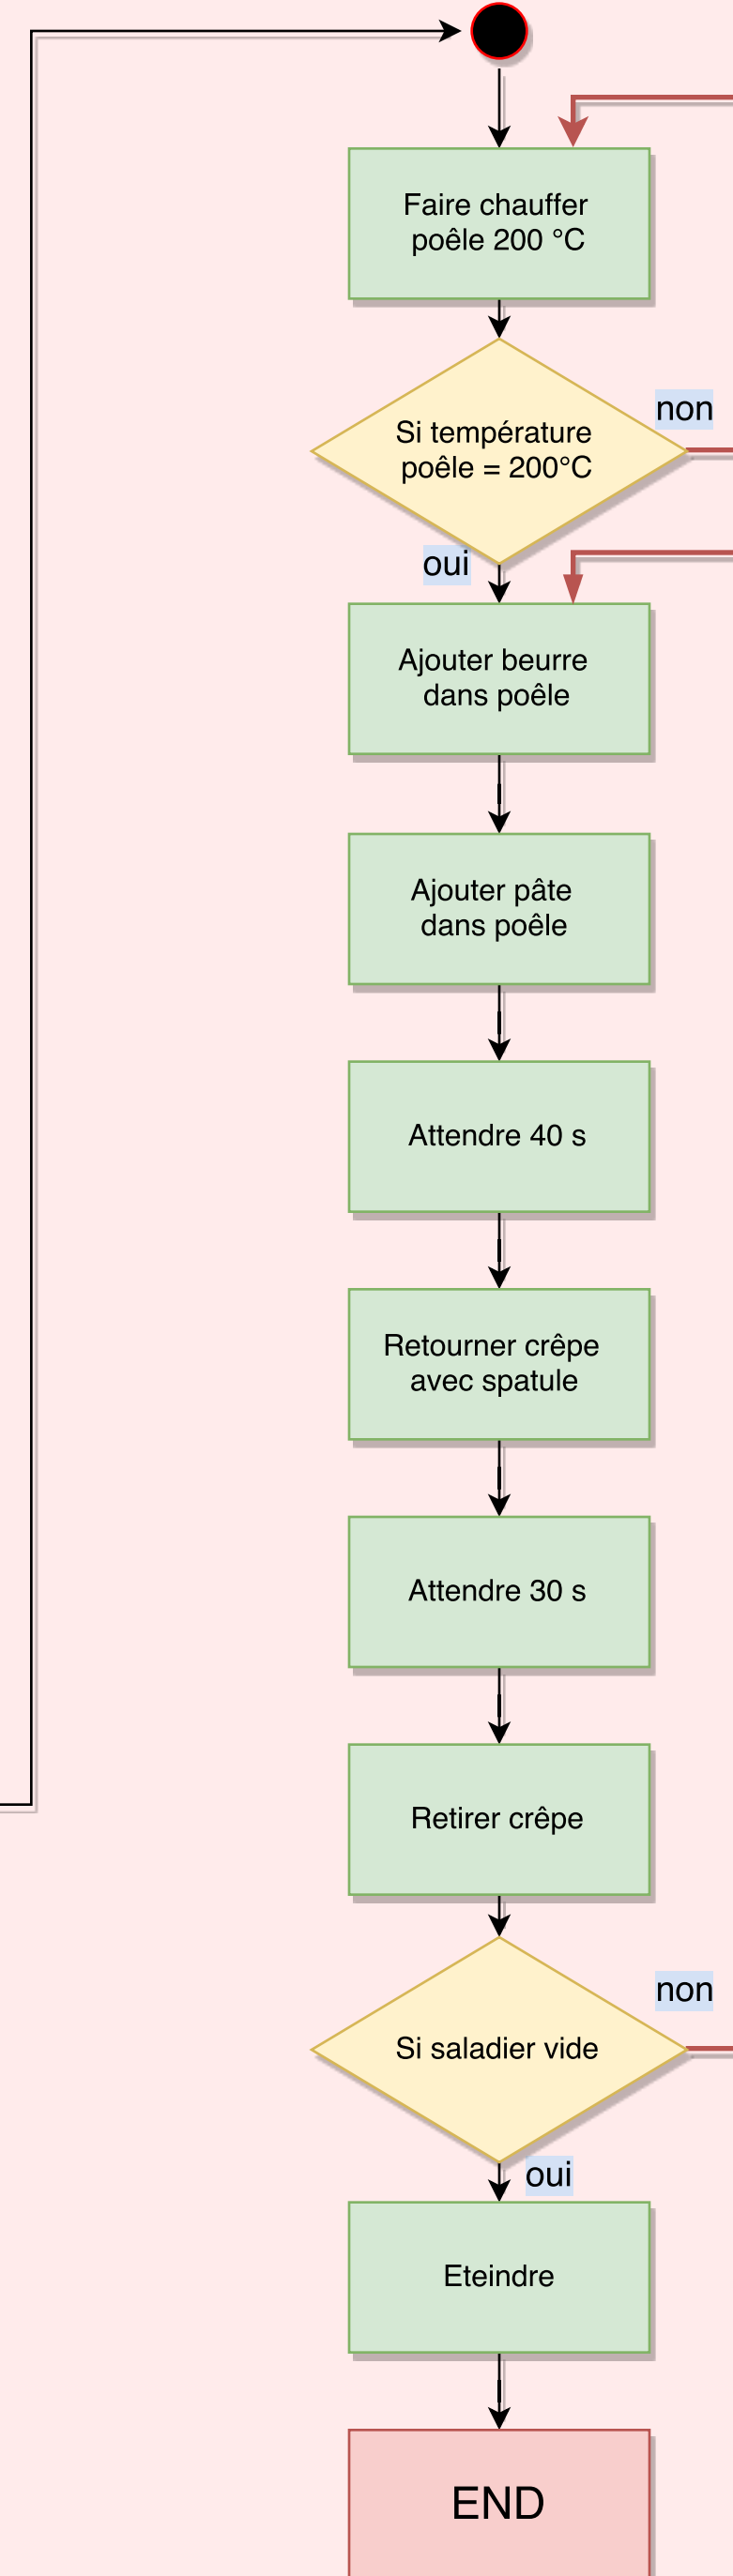 Faire chauffer
poêle 200 °C
Si température
poêle = 200°C
non
oui
Ajouter beurre
dans poêle
Ajouter pâte
dans poêle
Attendre 40 s
Retourner crêpe
avec spatule
Attendre 30 s
Retirer crêpe
Si saladier vide
non
oui
Eteindre
END